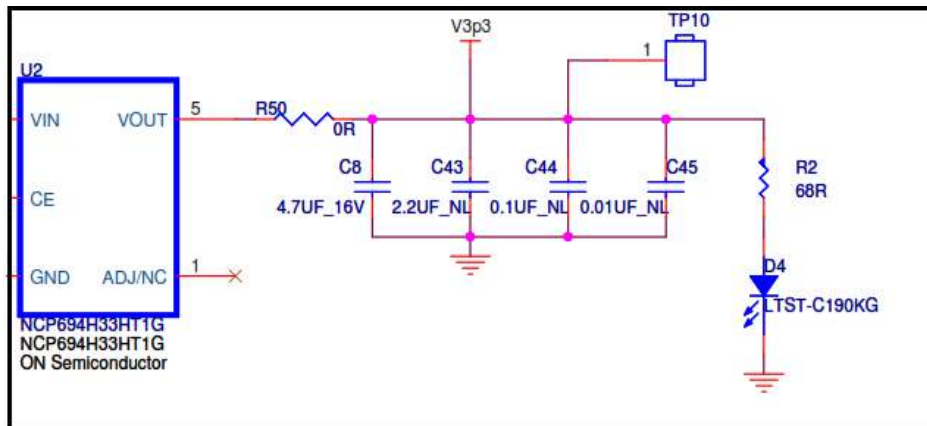 V3p3
TP10
1
U2
VIN
VOUT
5
R50
0R
C8
4.7UF_16V
C43
2.2UF_NL
C44
0.1UF_NL
C45
0.01UF_NL
R2
68R
CE
GND
ADJ/NC
1
D4
LTST-C190KG
NCP694H33HT1G
NCP694H33HT1G
ON Semiconductor